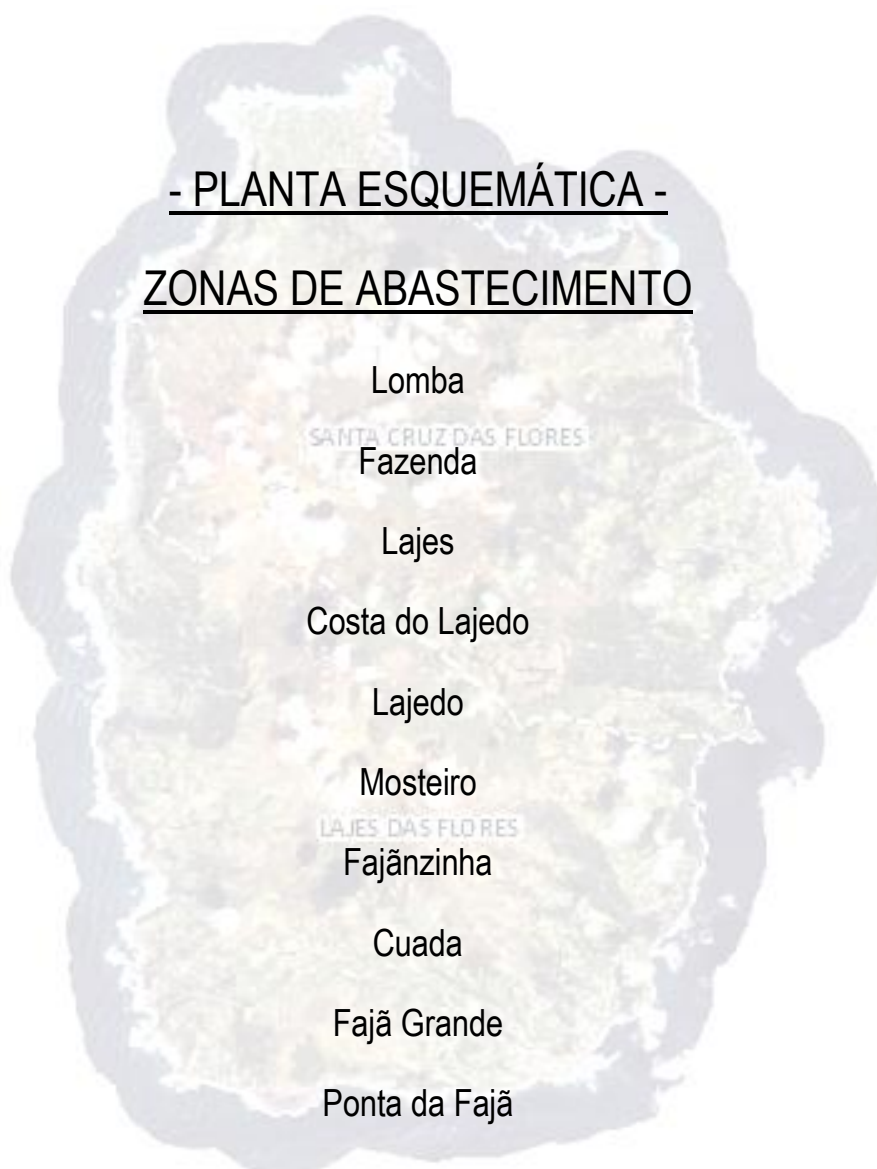 - PLANTA ESQUEMÁTICA -
ZONAS DE ABASTECIMENTO
Lomba
SANTA CRUZ DAS FLORES
Fazenda
Lajes
Costa do Lajedo
Lajedo
Mosteiro
LAJES DAS FLORES
Fajãnzinha
Cuada
Fajã Grande
Ponta da Fajã